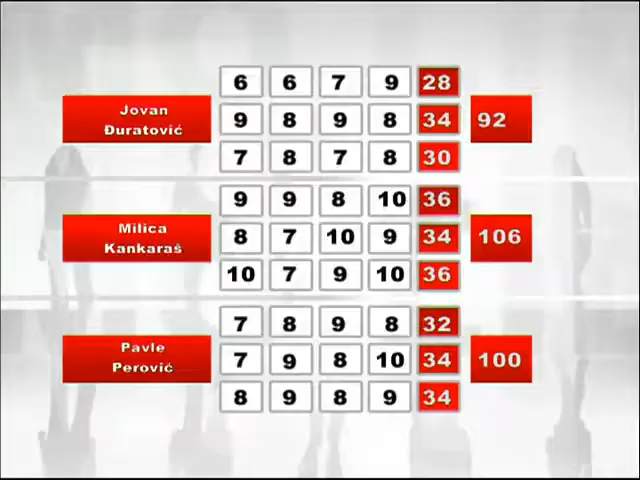 6 6 7 9 28
Jovan
Đuratović
9 8 9 8 34 92
7 8 7 8 30
9 9 8 10 36
Milica
Kankaraš
8 7 10 9 34 106
10 7 9 10 36
7 8 9 8 32
Pavle
Perović
7 9 8 10 34 100
8 9 8 9 34